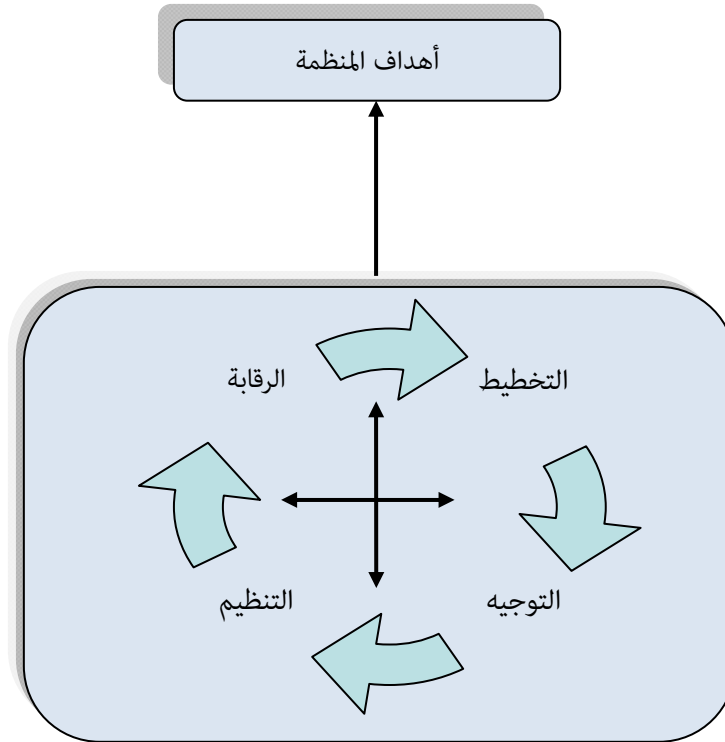 أهداف المنظمة
التخطيط
الرقابة
التوجيه
التنظيم